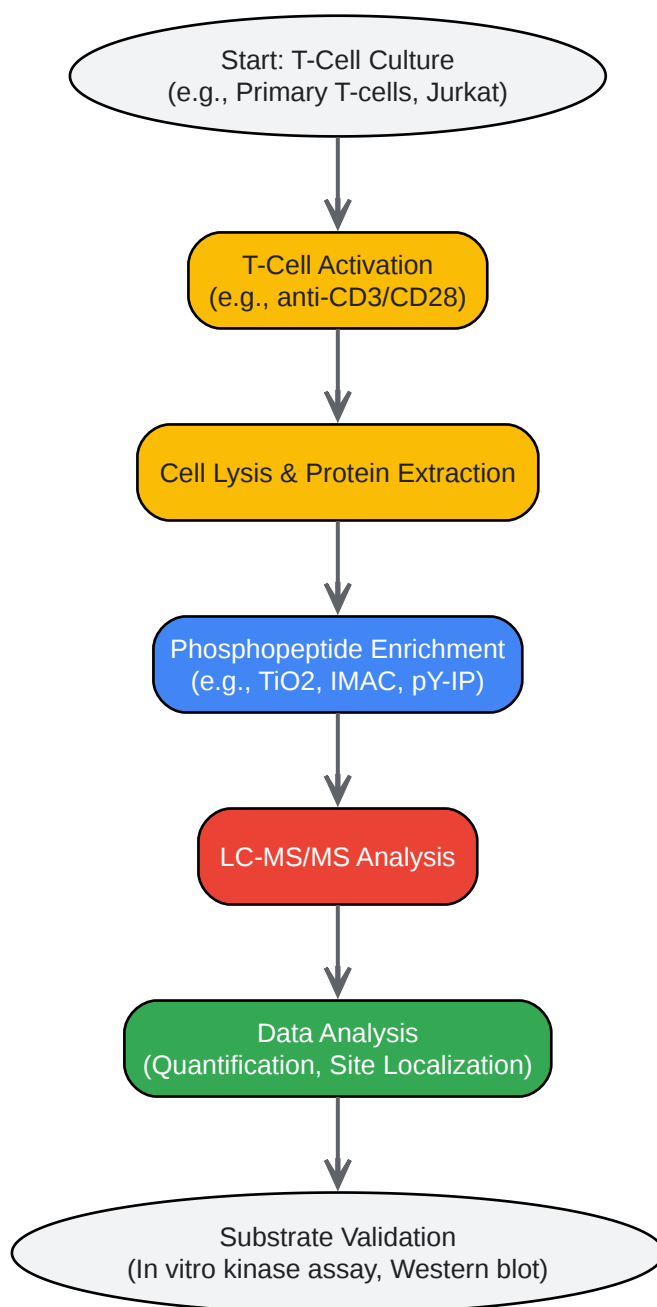 Start: T-Cell Culture
(e.g., Primary T-cells, Jurkat)
T-Cell Activation
(e.g., anti-CD3/CD28)
Cell Lysis & Protein Extraction
Phosphopeptide Enrichment
(e.g., TiO2, IMAC, pY-IP)
LC-MS/MS Analysis
Data Analysis
(Quantification, Site Localization)
Substrate Validation
(In vitro kinase assay, Western blot)